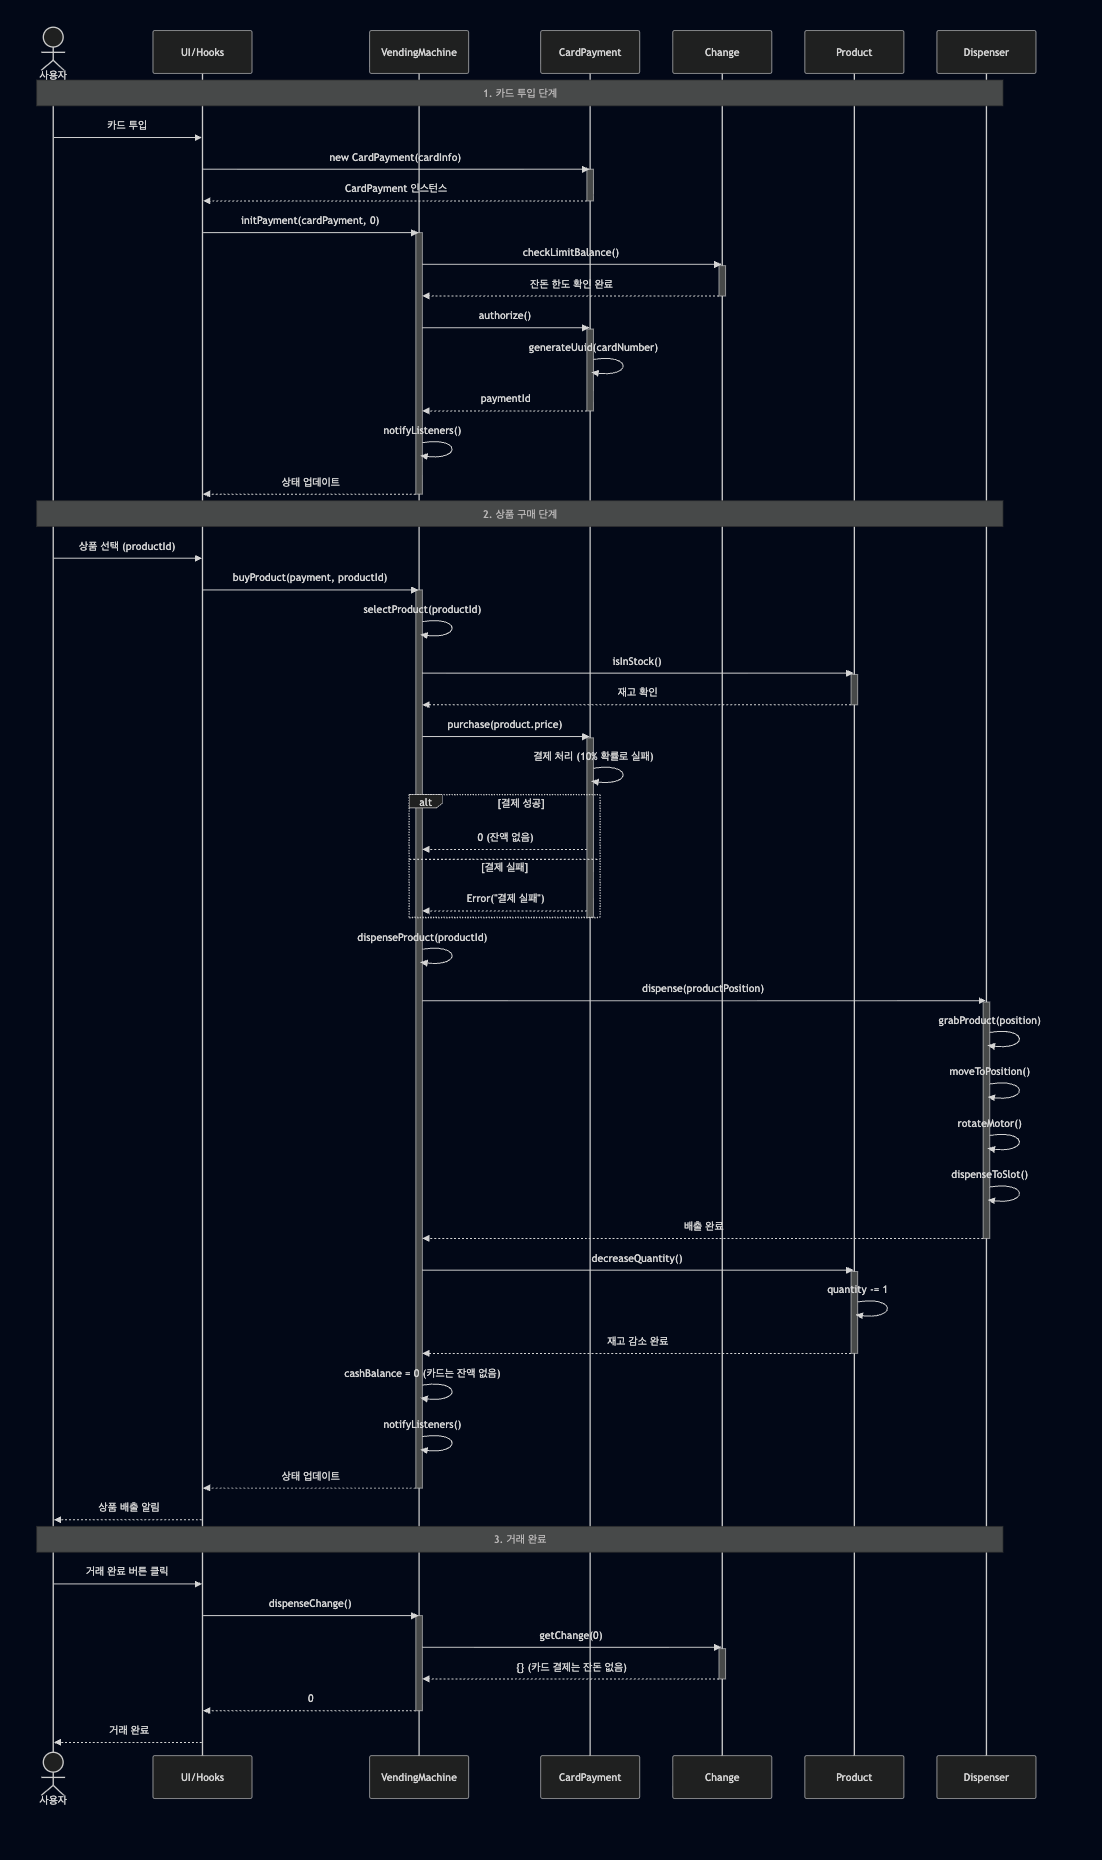 사용자
UI/Hooks
VendingMachine
CardPayment
Change
Product
Dispenser
1. 카드 투입 단계
카드 투입
new CardPayment(cardInfo)
CardPayment 인스턴스
initPayment(cardPayment, 0)
checkLimitBalance()
잔돈 한도 확인 완료
authorize()
generateUuid(cardNumber)
paymentId
notifyListeners()
상태 업데이트
2. 상품 구매 단계
상품 선택 (productId)
buyProduct(payment, productId)
selectProduct(productId)
isInStock()
재고 확인
purchase(product.price)
결제 처리 (10% 확률로 실패)
alt
[결제 성공]
0 (잔액 없음)
[결제 실패]
Error("결제 실패")
dispenseProduct(productId)
dispense(productPosition)
grabProduct(position)
moveToPosition()
rotateMotor()
dispenseToSlot()
배출 완료
decreaseQuantity()
quantity -= 1
재고 감소 완료
cashBalance = 0 (카드는 잔액 없음)
notifyListeners()
상태 업데이트
상품 배출 알림
3. 거래 완료
거래 완료 버튼 클릭
dispenseChange()
getChange(0)
{} (카드 결제는 잔돈 없음)
0
거래 완료
사용자
UI/Hooks
VendingMachine
CardPayment
Change
Product
Dispenser